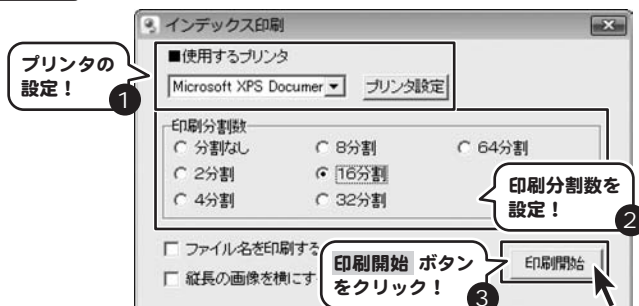 インデックス印刷
■使用するプリンタ
プリンタの
設定！
1
Microsoft XPS Documer
プリンタ設定
印刷分割数
分割なし
8分割
64分割
2分割
16分割
4分割
32分割
印刷分割数を
設定！
2
ファイル名を印刷する
縦長の画像を横にす
印刷開始 ボタン
をクリック！
3
印刷開始